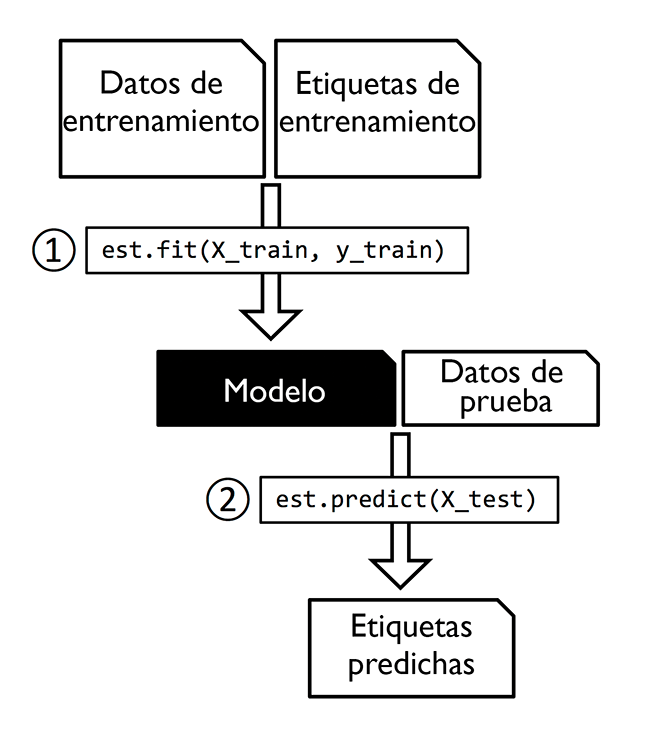 Datos de
entrenamiento
Etiquetas de
entrenamiento
① est.fit(X_train, y_train)
Modelo
Datos de
prueba
② est.predict(X_test)
Etiquetas
predichas